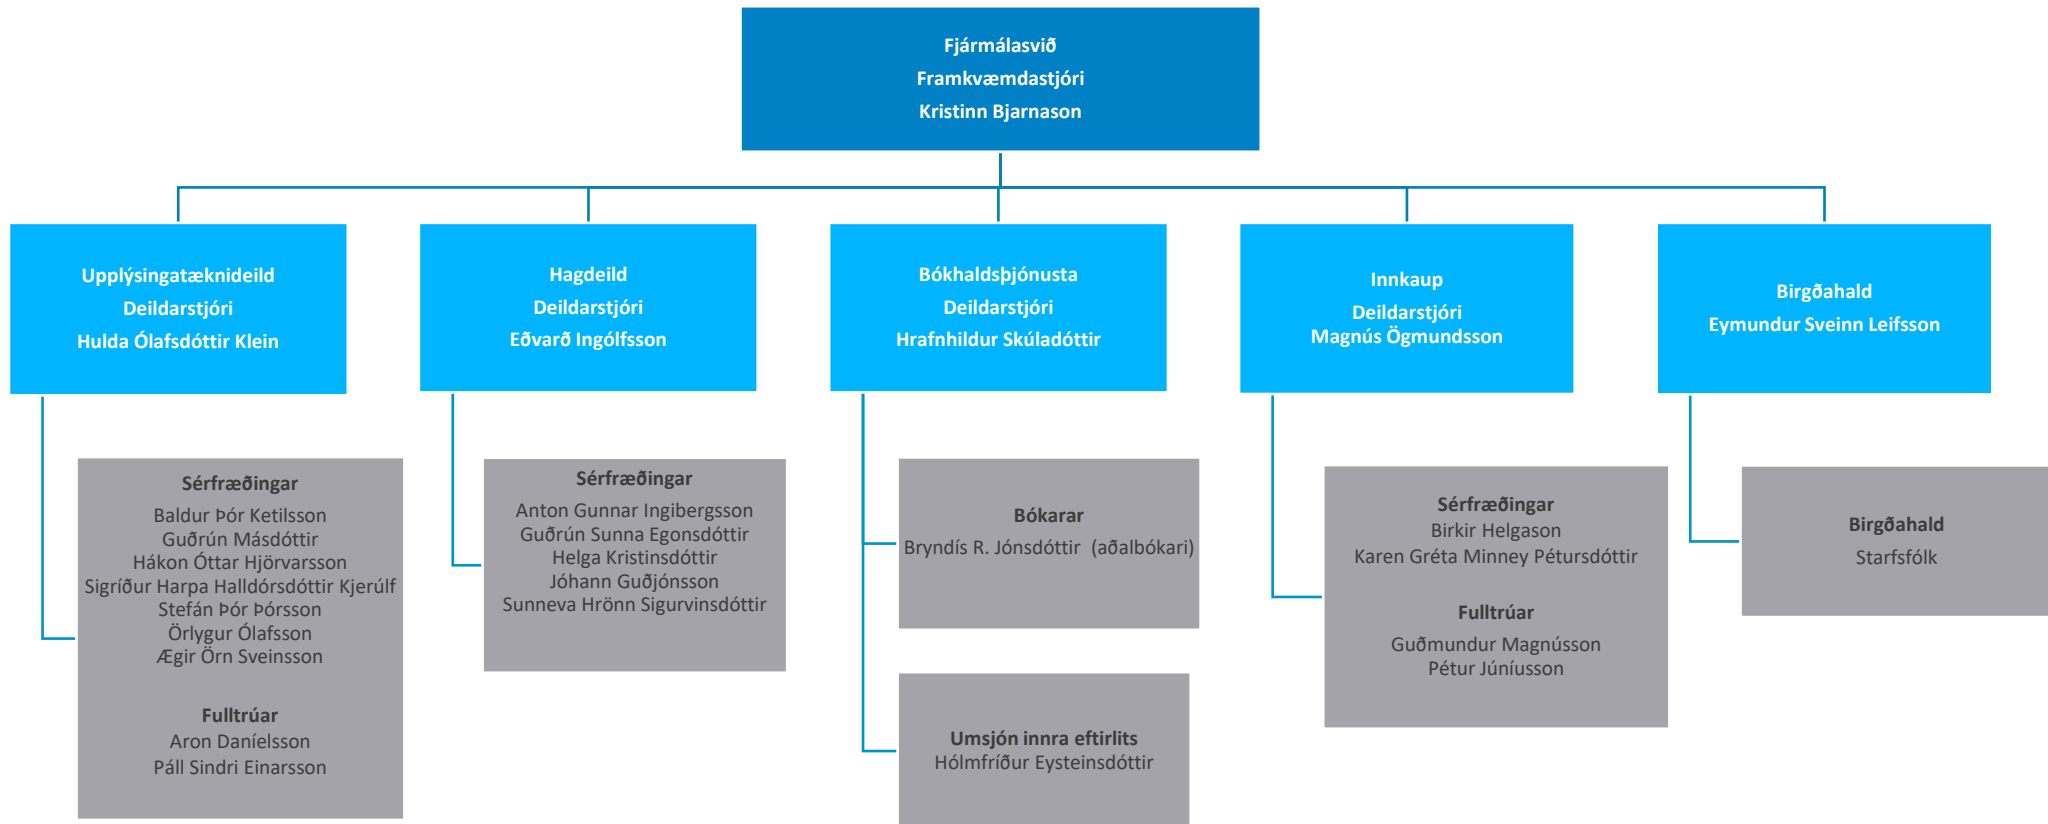 Fjármálasvið
Framkvæmdastjóri
Kristinn Bjarnason
Upplýsingatæknideild
Deildarstjóri
Hulda Ólafsdóttir Klein
Hagdeild
Deildarstjóri
Eðvarð Ingólfsson
Bókhaldsþjónusta
Deildarstjóri
Hrafnhildur Skúladóttir
Innkaup
Deildarstjóri
Magnús Ögmundsson
Birgðahald
Eymundur Sveinn Leifsson
Sérfræðingar
Baldur Þór Ketilsson
Guðrún Másdóttir
Hákon Óttar Hjörvarsson
Sigríður Harpa Halldórsdóttir Kjerúlf
Stefán Þór Þórsson
Örlygur Ólafsson
Ægir Örn Sveinsson
Fulltrúar
Aron Daníelsson
Páll Sindri Einarsson
Sérfræðingar
Anton Gunnar Ingibergsson
Guðrún Sunna Egonsdóttir
Helga Kristinsdóttir
Jóhann Guðjónsson
Sunneva Hrönn Sigurvinsdóttir
Bókarar
Bryndís R. Jónsdóttir (aðalbókari)
Umsjón innra eftirlits
Hólmfríður Eysteinsdóttir
Sérfræðingar
Birkir Helgason
Karen Gréta Minney Pétursdóttir
Fulltrúar
Guðmundur Magnússon
Pétur Júníusson
Birgðahald
Starfsfólk